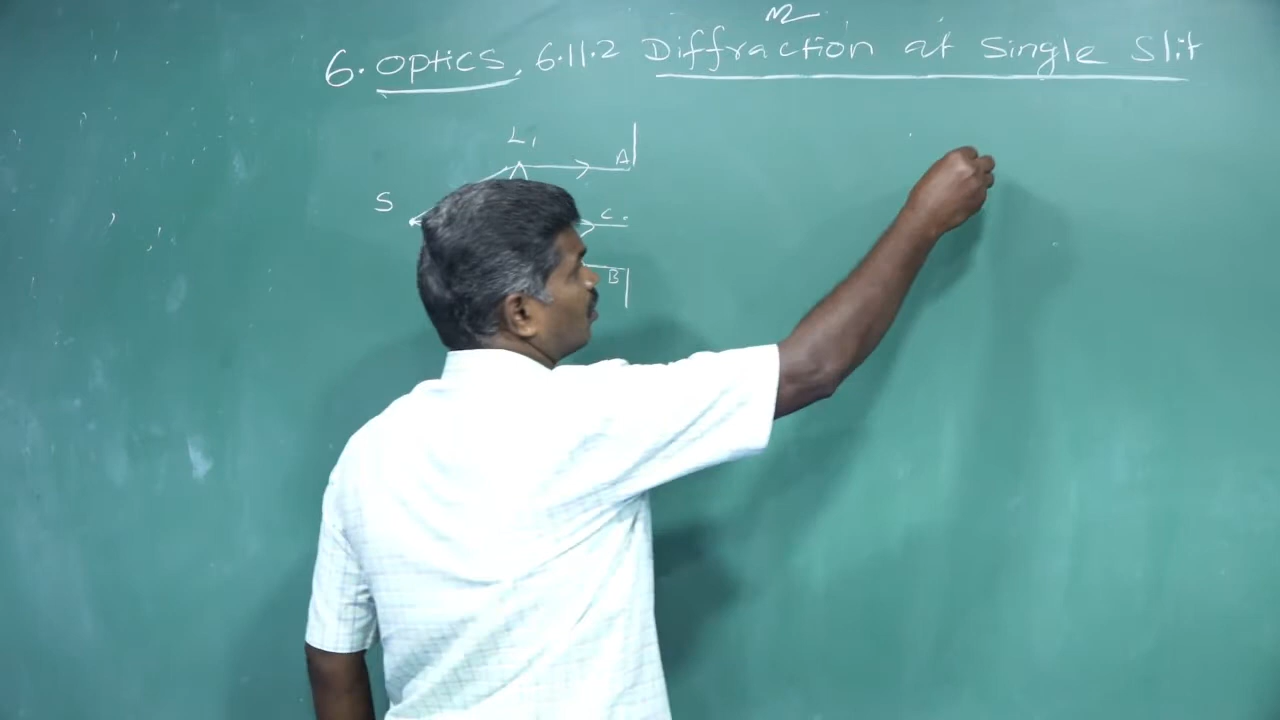 6. Optics, 6.11.2 Diffraction at Single Slit
L1
A
S
C.
B